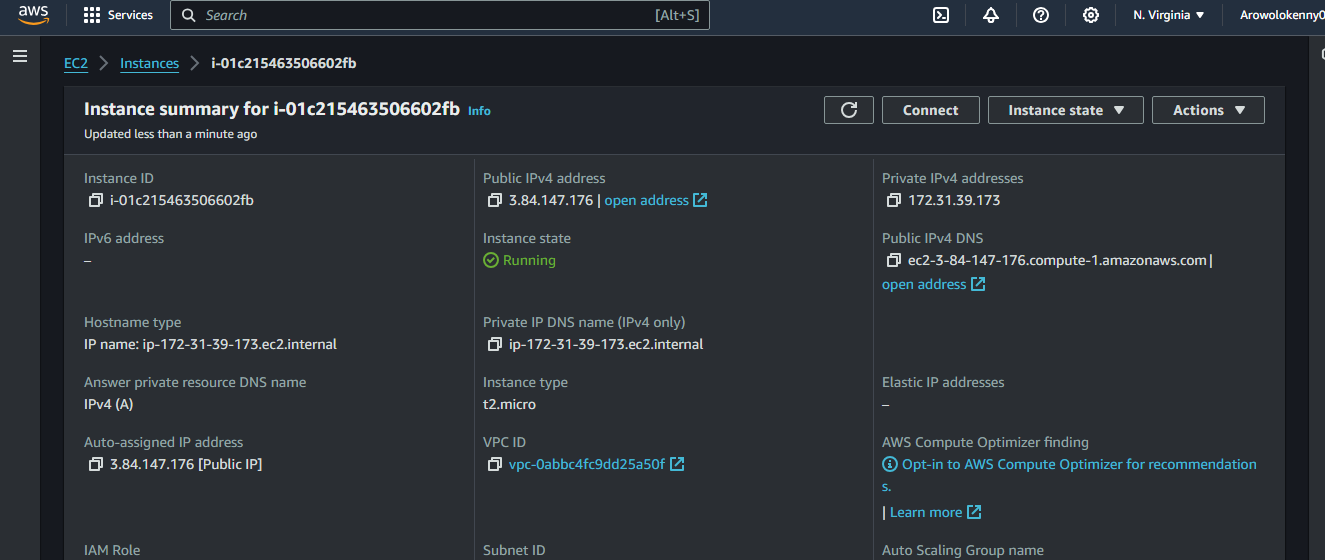 aws
Services
Search [Alt+S]
N. Virginia
Arowolokenny0
EC2 Instances i-01c215463506602fb
Instance summary for i-01c215463506602fb Info
Updated less than a minute ago
Connect
Instance state
Actions
Instance ID
i-01c215463506602fb
Public IPv4 address
3.84.147.176 | open address
Private IPv4 addresses
172.31.39.173
IPv6 address
–
Instance state
Running
Public IPv4 DNS
ec2-3-84-147-176.compute-1.amazonaws.com |
open address
Hostname type
IP name: ip-172-31-39-173.ec2.internal
Private IP DNS name (IPv4 only)
ip-172-31-39-173.ec2.internal
Answer private resource DNS name
IPv4 (A)
Instance type
t2.micro
Elastic IP addresses
–
Auto-assigned IP address
3.84.147.176 [Public IP]
VPC ID
vpc-0abbc4fc9dd25a50f
AWS Compute Optimizer finding
Opt-in to AWS Compute Optimizer for recommendation
s.
| Learn more
IAM Role
Subnet ID
Auto Scaling Group name